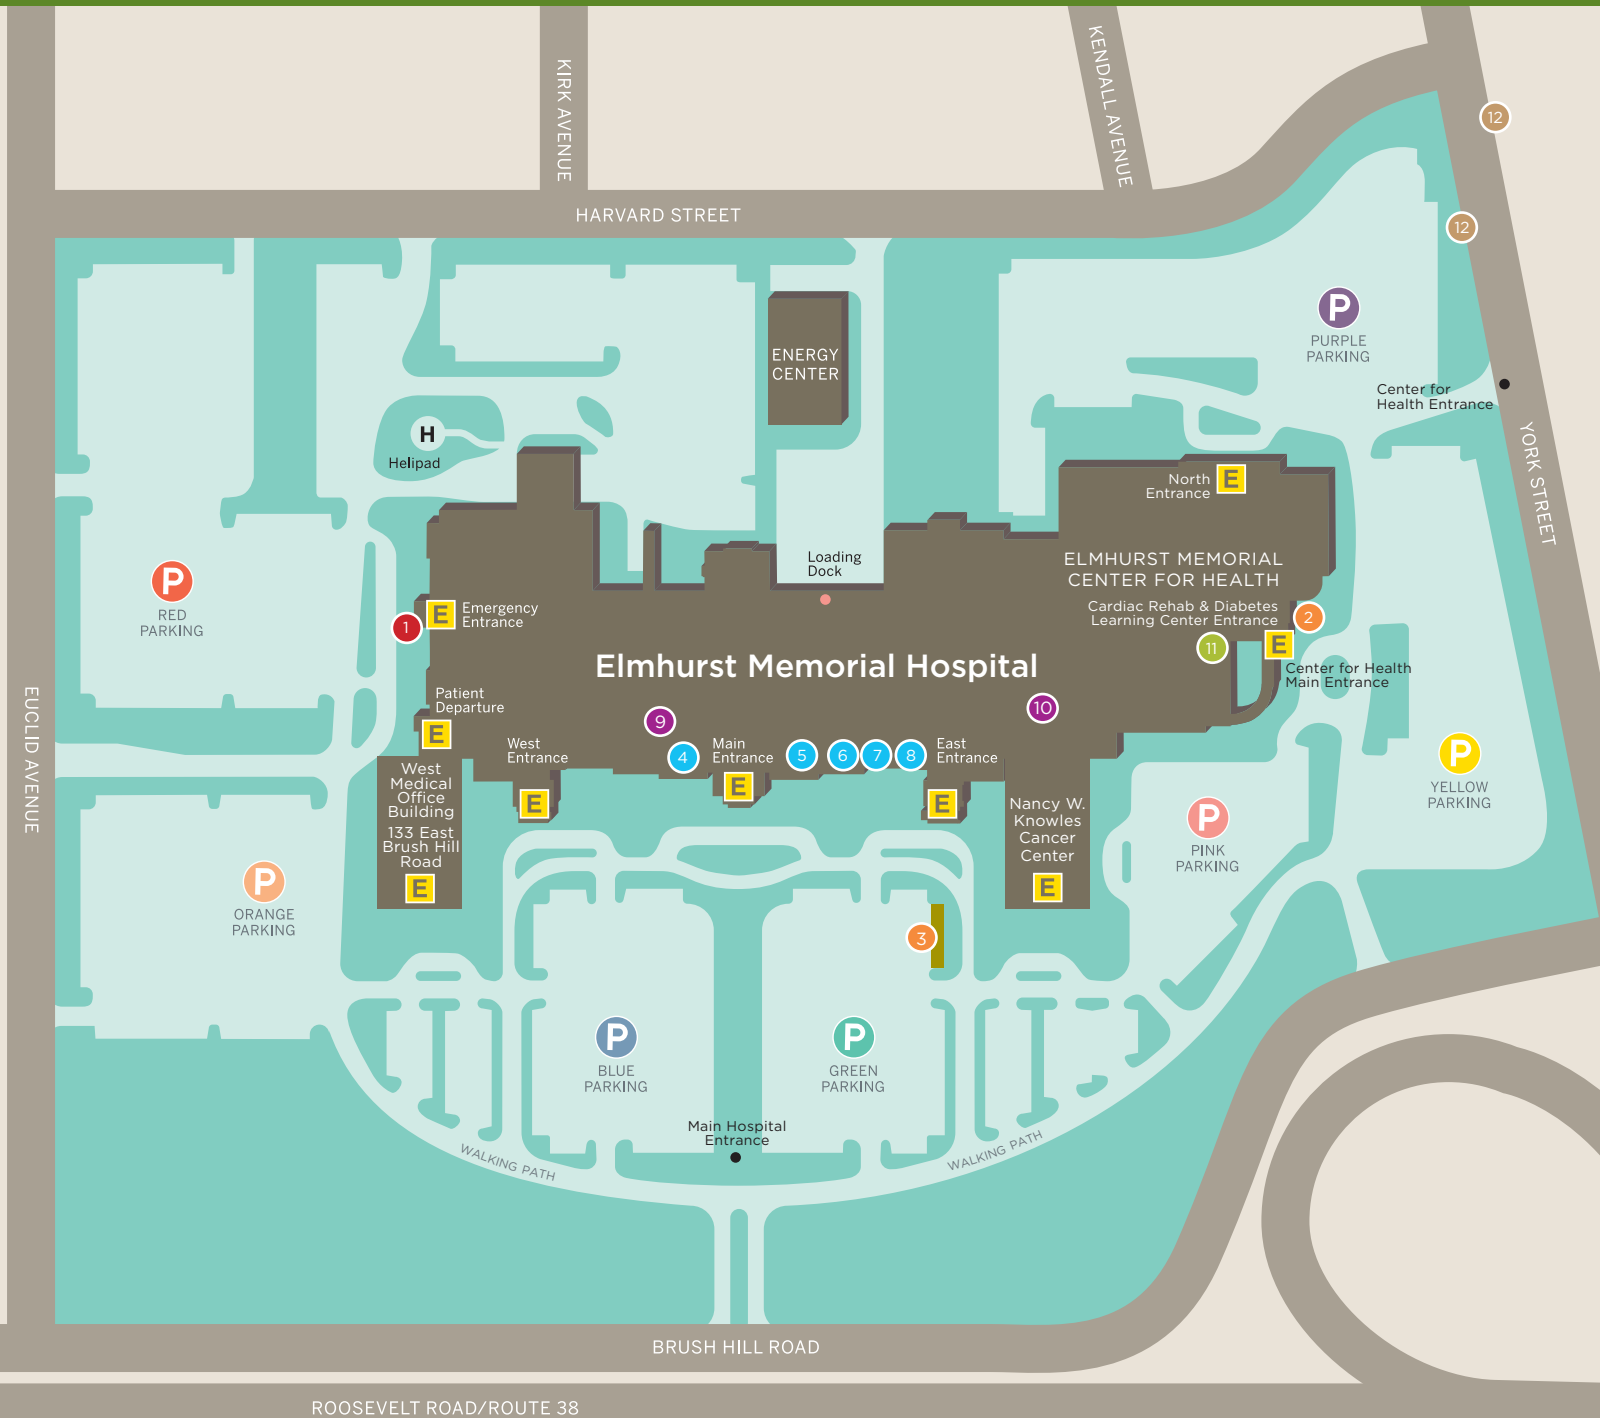 KIRK AVENUE
KENDALL AVENUE
12
HARVARD STREET
12
P
PURPLE
PARKING
ENERGY
CENTER
Center for
Health Entrance
H
Helipad
YORK STREET
North
Entrance
E
Loading
Dock
ELMHURST MEMORIAL
CENTER FOR HEALTH
P
RED
PARKING
1
E
Emergency
Entrance
Cardiac Rehab & Diabetes
Learning Center Entrance
2
11
E
Elmhurst Memorial Hospital
Center for Health
Main Entrance
EUCLID AVENUE
Patient
Departure
E
9
10
West
Entrance
E
4
Main
Entrance
E
5
6
7
8
East
Entrance
E
P
YELLOW
PARKING
West
Medical
Office
Building
133 East
Brush Hill
Road
E
Nancy W.
Knowles
Cancer
Center
E
P
PINK
PARKING
P
ORANGE
PARKING
3
P
BLUE
PARKING
P
GREEN
PARKING
Main Hospital
Entrance
WALKING PATH
WALKING PATH
BRUSH HILL ROAD
ROOSEVELT ROAD/ROUTE 38